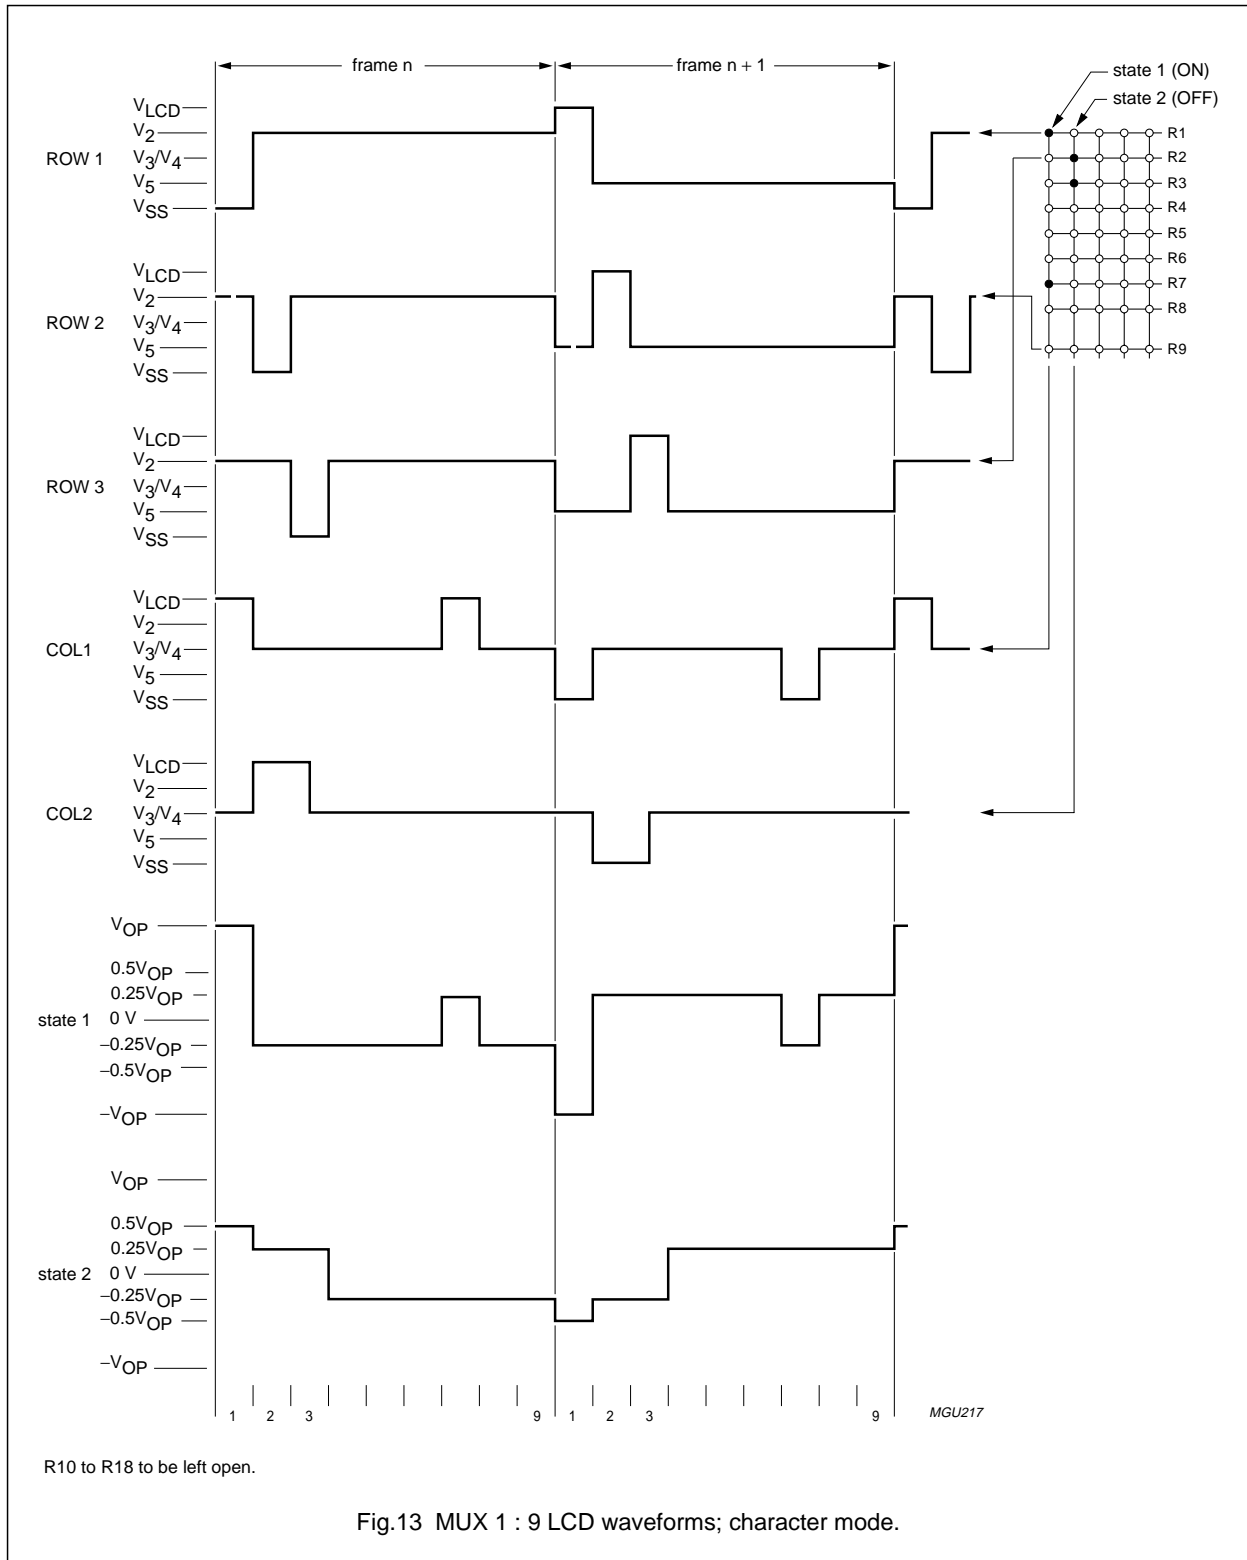 frame n
frame n + 1
state 1 (ON)
state 2 (OFF)
R1
R2
R3
R4
R5
R6
R7
R8
R9
ROW 1
VLCD
V2
V3/V4
V5
VSS
ROW 2
VLCD
V2
V3/V4
V5
VSS
ROW 3
VLCD
V2
V3/V4
V5
VSS
COL1
VLCD
V2
V3/V4
V5
VSS
COL2
VLCD
V2
V3/V4
V5
VSS
state 1
VOP
0.5VOP
0.25VOP
0 V
−0.25VOP
−0.5VOP
−VOP
state 2
VOP
0.5VOP
0.25VOP
0 V
−0.25VOP
−0.5VOP
−VOP
1 2 3 9 1 2 3 9
MGU217
R10 to R18 to be left open.
Fig.13 MUX 1 : 9 LCD waveforms; character mode.